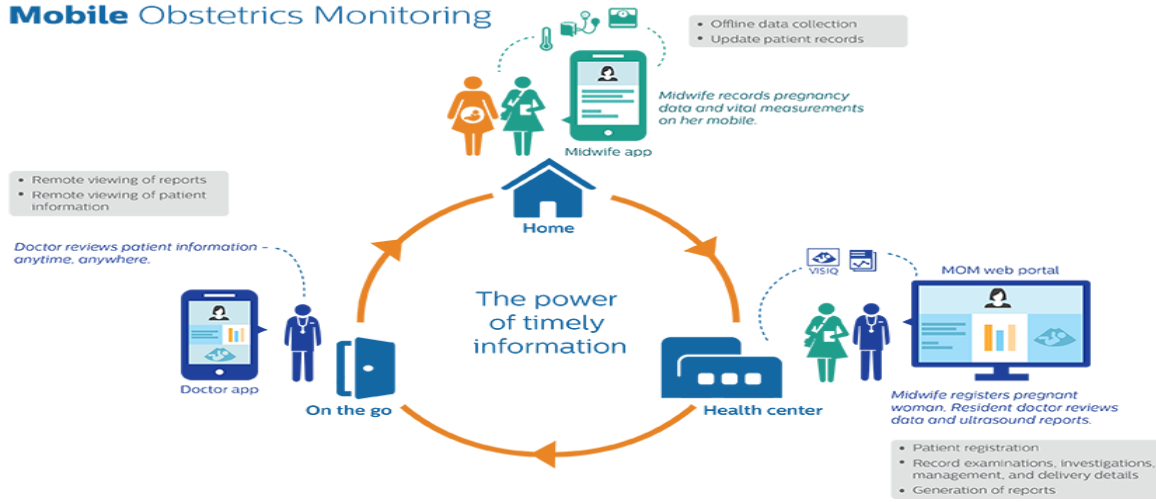 Mobile Obstetrics Monitoring
• Offline data collection
• Update patient records
Midwife records pregnancy
data and vital measurements
on her mobile.
Midwife app
• Remote viewing of reports
• Remote viewing of patient
information
Home
Doctor reviews patient information
anytime, anywhere.
VISIQ
MOM web portal
The power
of timely
information
Doctor app
On the go
Health center
Midwife registers pregnant
woman. Resident doctor reviews
data and ultrasound reports.
• Patient registration
• Record examinations, investigations,
management, and delivery details
• Generation of reports